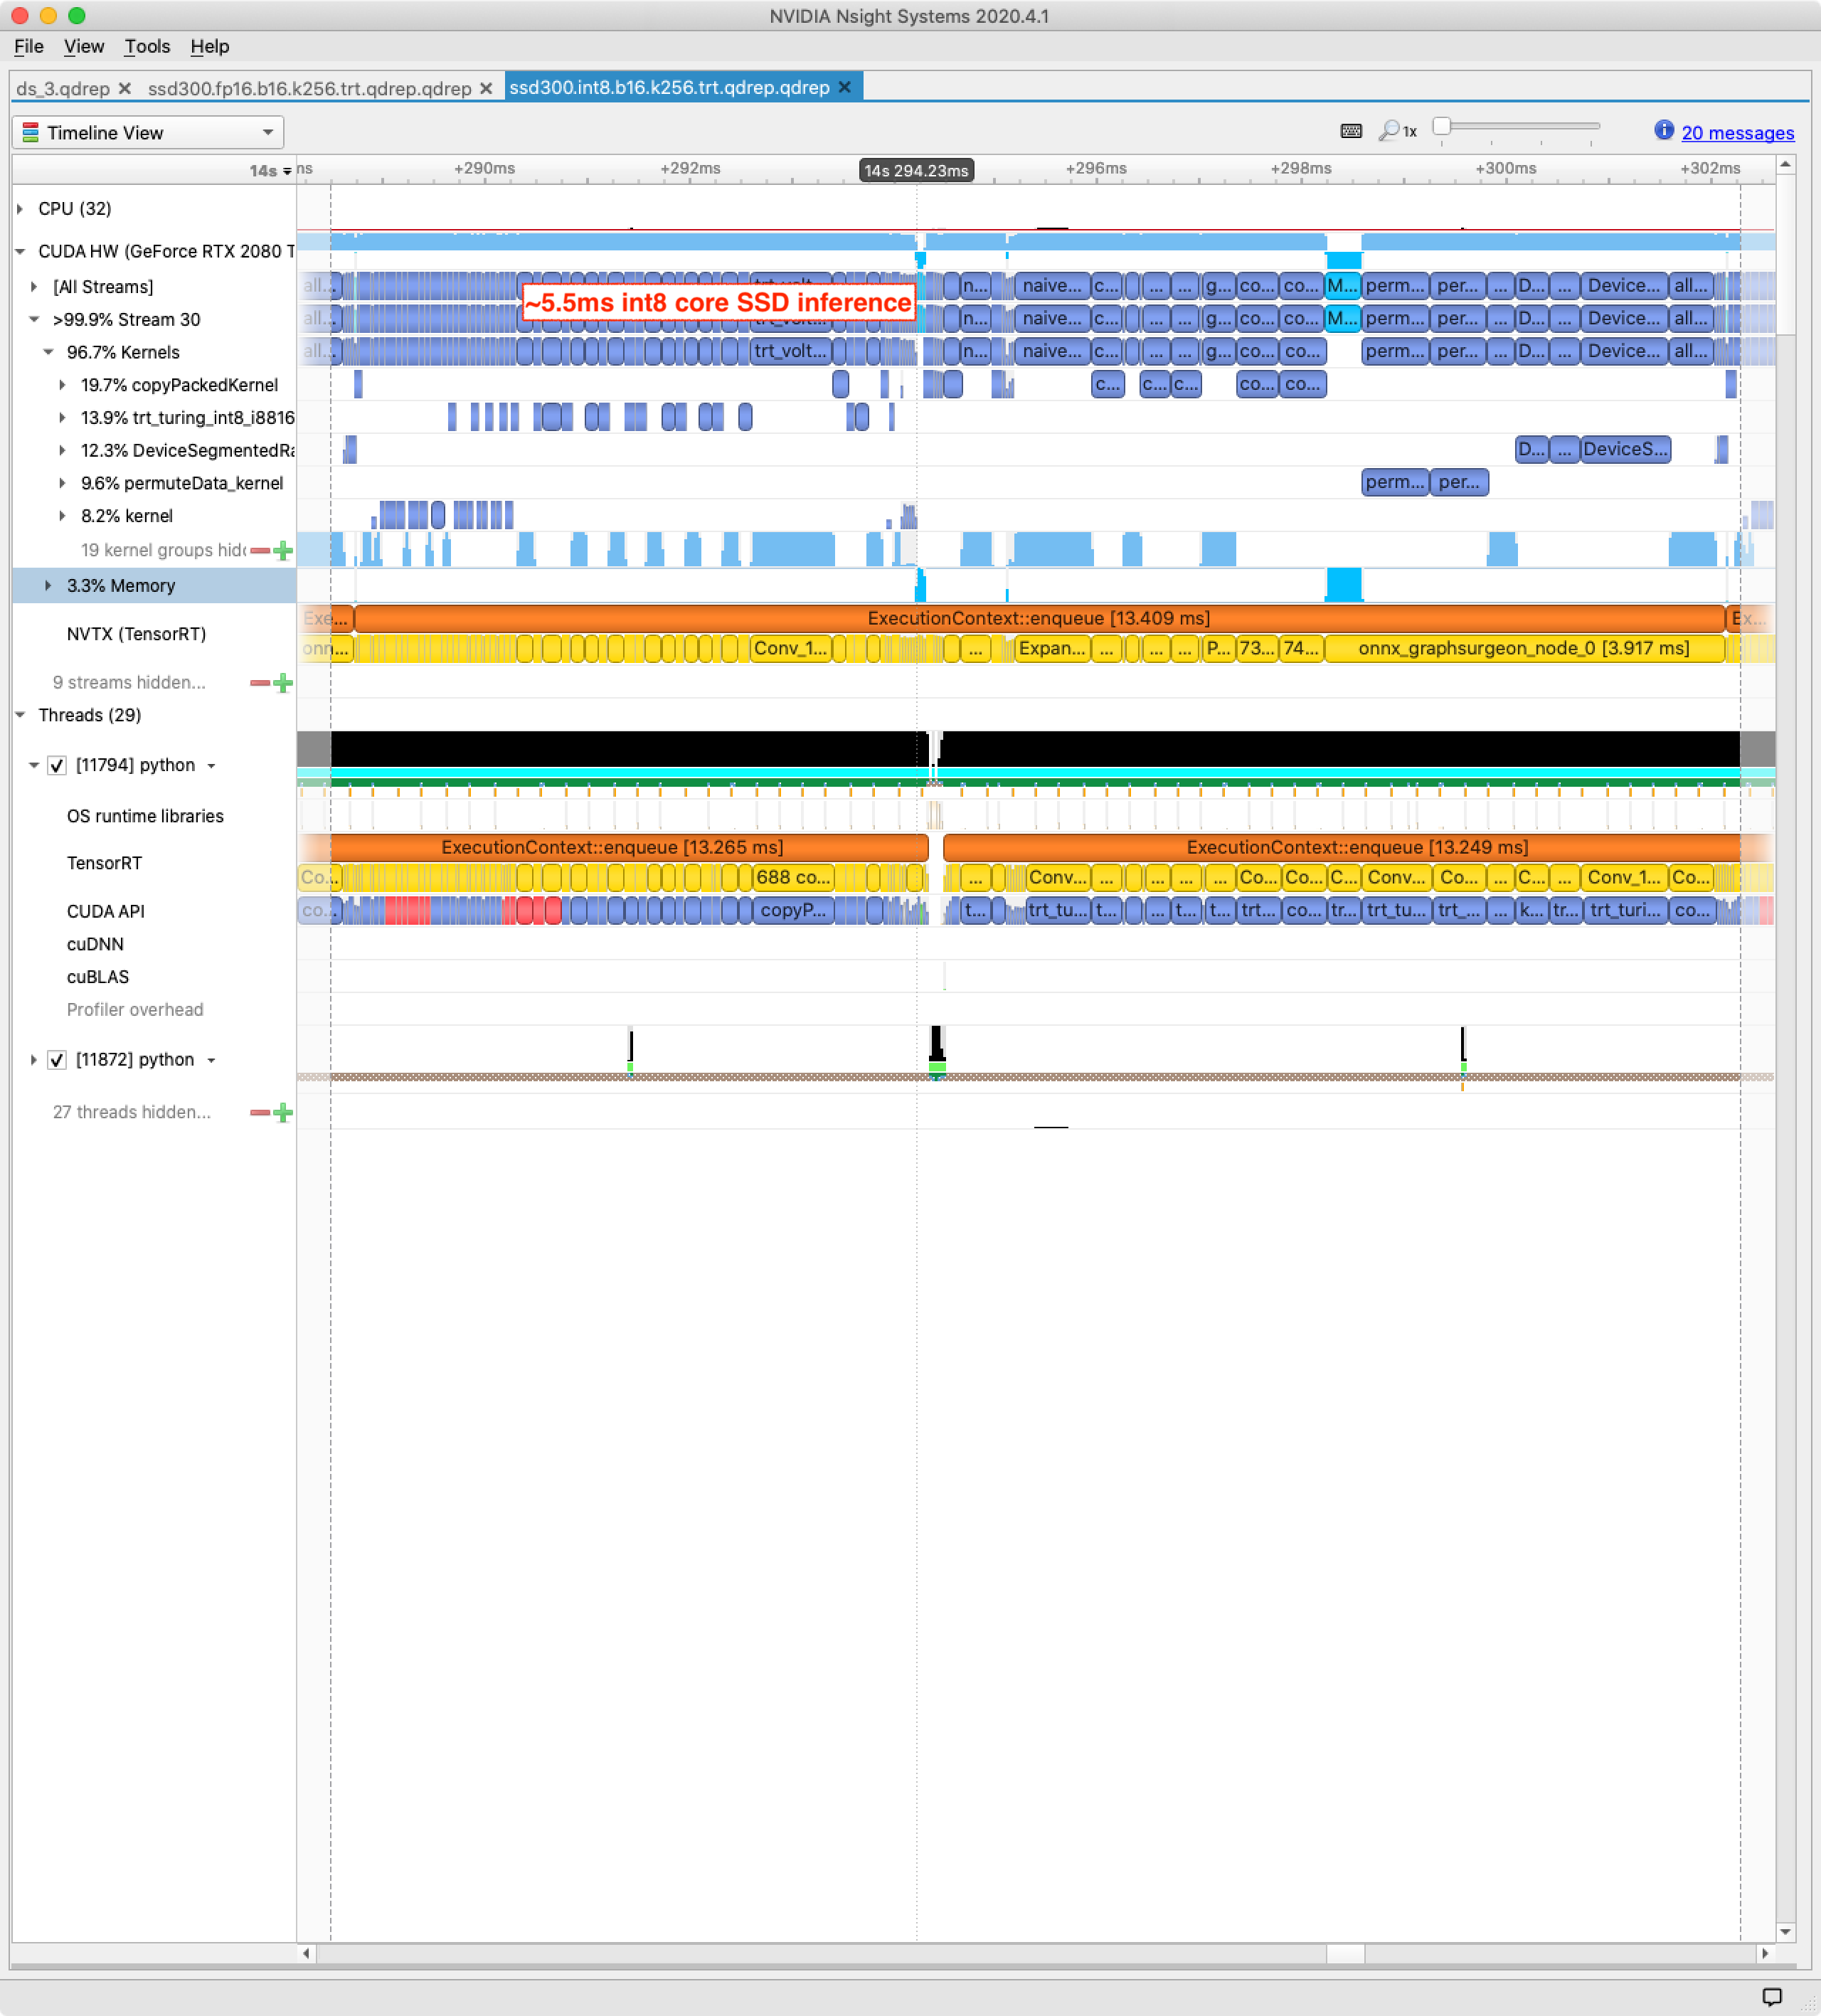 NVIDIA Nsight Systems 2020.4.1
File View Tools Help
ds_3.qdrep ssd300.fp16.b16.k256.trt.qdrep.qdrep ssd300.int8.b16.k256.trt.qdrep.qdrep
Timeline View 1x 20 messages
14s ms +290ms +292ms 14s 294.23ms +296ms +298ms +300ms +302ms
CPU (32)
CUDA HW (GeForce RTX 2080 T
[All Streams] all... n... naive... c... ... ... g... co... co... M... perm... per... ... D... ... Device... all...
~5.5ms int8 core SSD inference
>99.9% Stream 30 all... n... naive... c... ... ... g... co... co... M... perm... per... ... D... ... Device... all...
96.7% Kernels all... trt_volt... n... naive... c... ... ... g... co... co... perm... per... ... D... ... Device... all...
19.7% copyPackedKernel c... c... c... co... co...
13.9% trt_turing_int8_i8816
12.3% DeviceSegmentedRa D... ... DeviceS...
9.6% permuteData_kernel perm... per...
8.2% kernel
19 kernel groups hid
3.3% Memory
NVTX (TensorRT)
Exe... ExecutionContext::enqueue [13.409 ms] Ex...
onn... Conv_1... ... Expan... ... ... ... P... 73... 74... onnx_graphsurgeon_node_0 [3.917 ms]
9 streams hidden...
Threads (29)
[11794] python
OS runtime libraries
TensorRT
ExecutionContext::enqueue [13.265 ms] ExecutionContext::enqueue [13.249 ms]
Co... 688 co... ... Conv... ... ... ... ... Co... Co... C... Conv... Co... ... C... ... Conv_1... Co...
CUDA API co... copyP... t... trt_tu... t... ... t... t... trt... co... tr... trt_tu... trt_... ... k... tr... trt_turi... co...
cuDNN
cuBLAS
Profiler overhead
[11872] python
27 threads hidden...